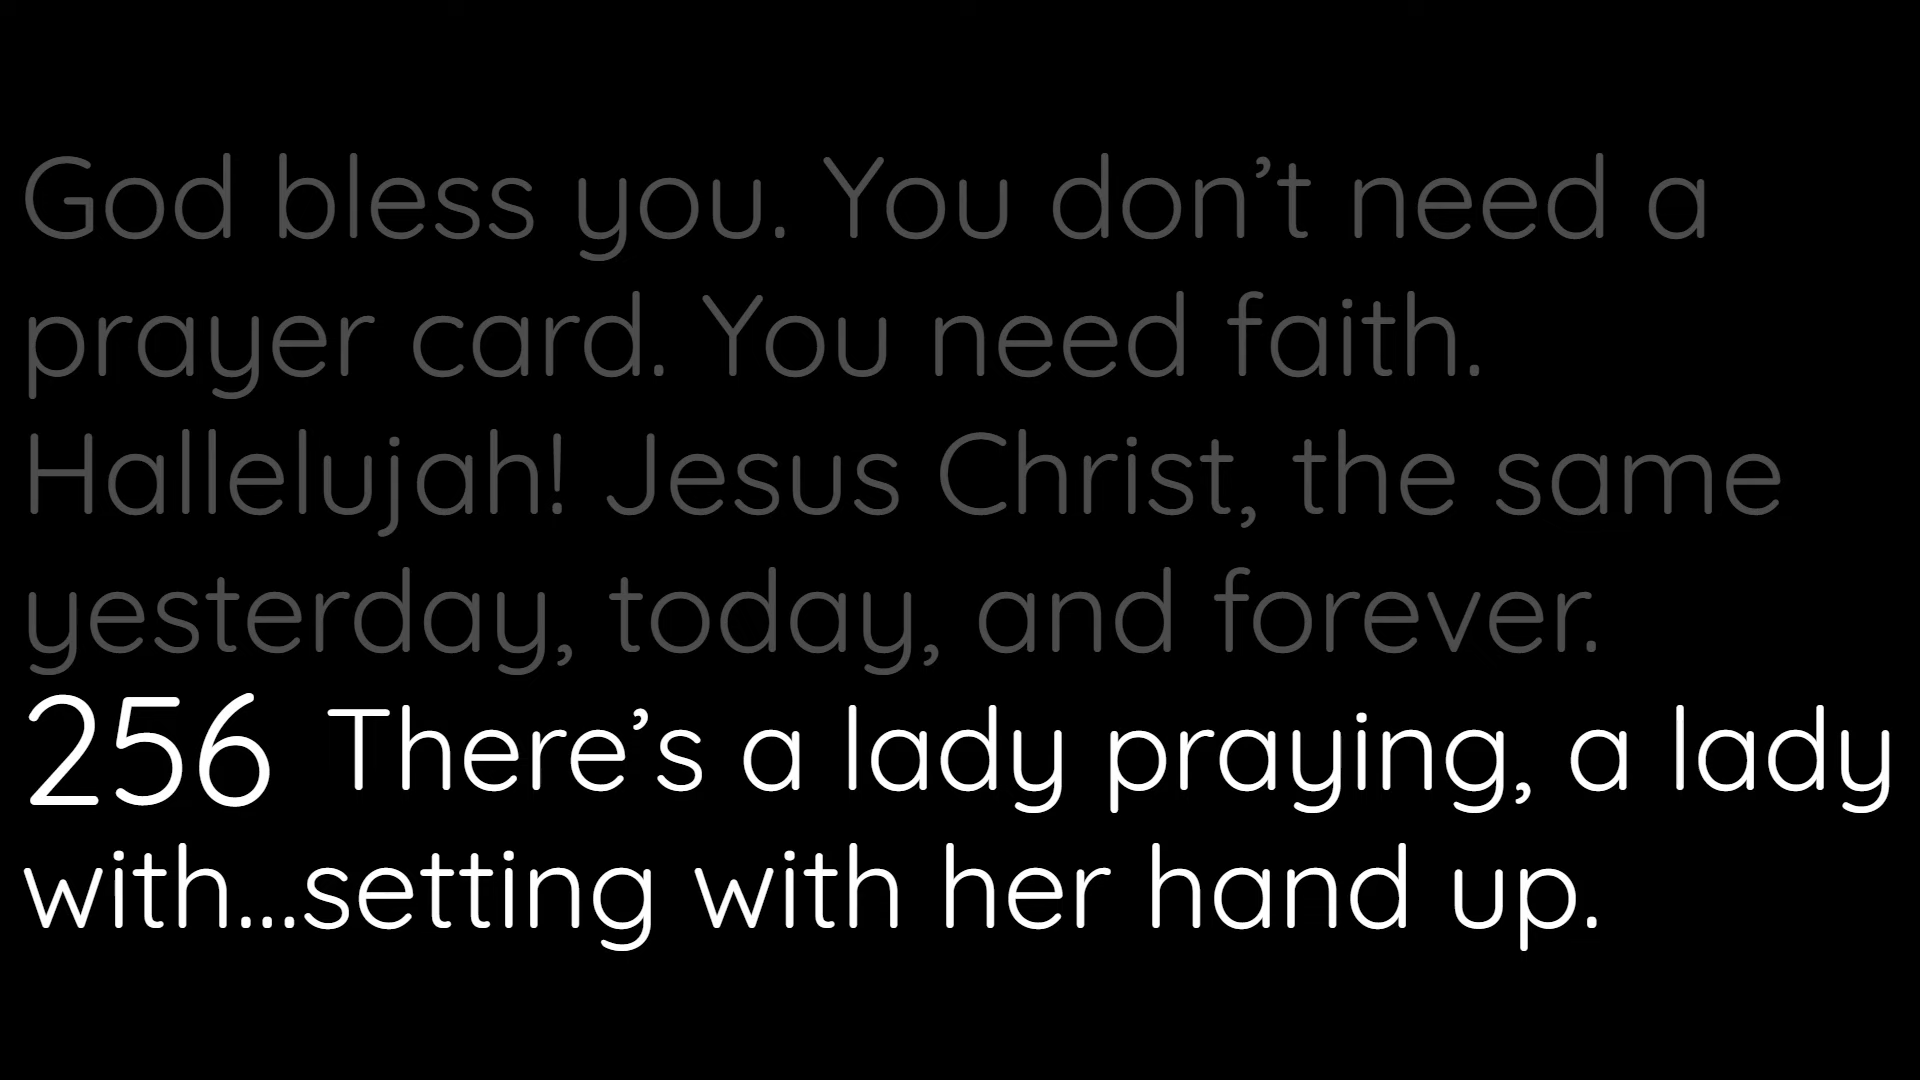 God bless you. You don’t need a
prayer card. You need faith.
Hallelujah! Jesus Christ, the same
yesterday, today, and forever.
256 There’s a lady praying, a lady
with...setting with her hand up.